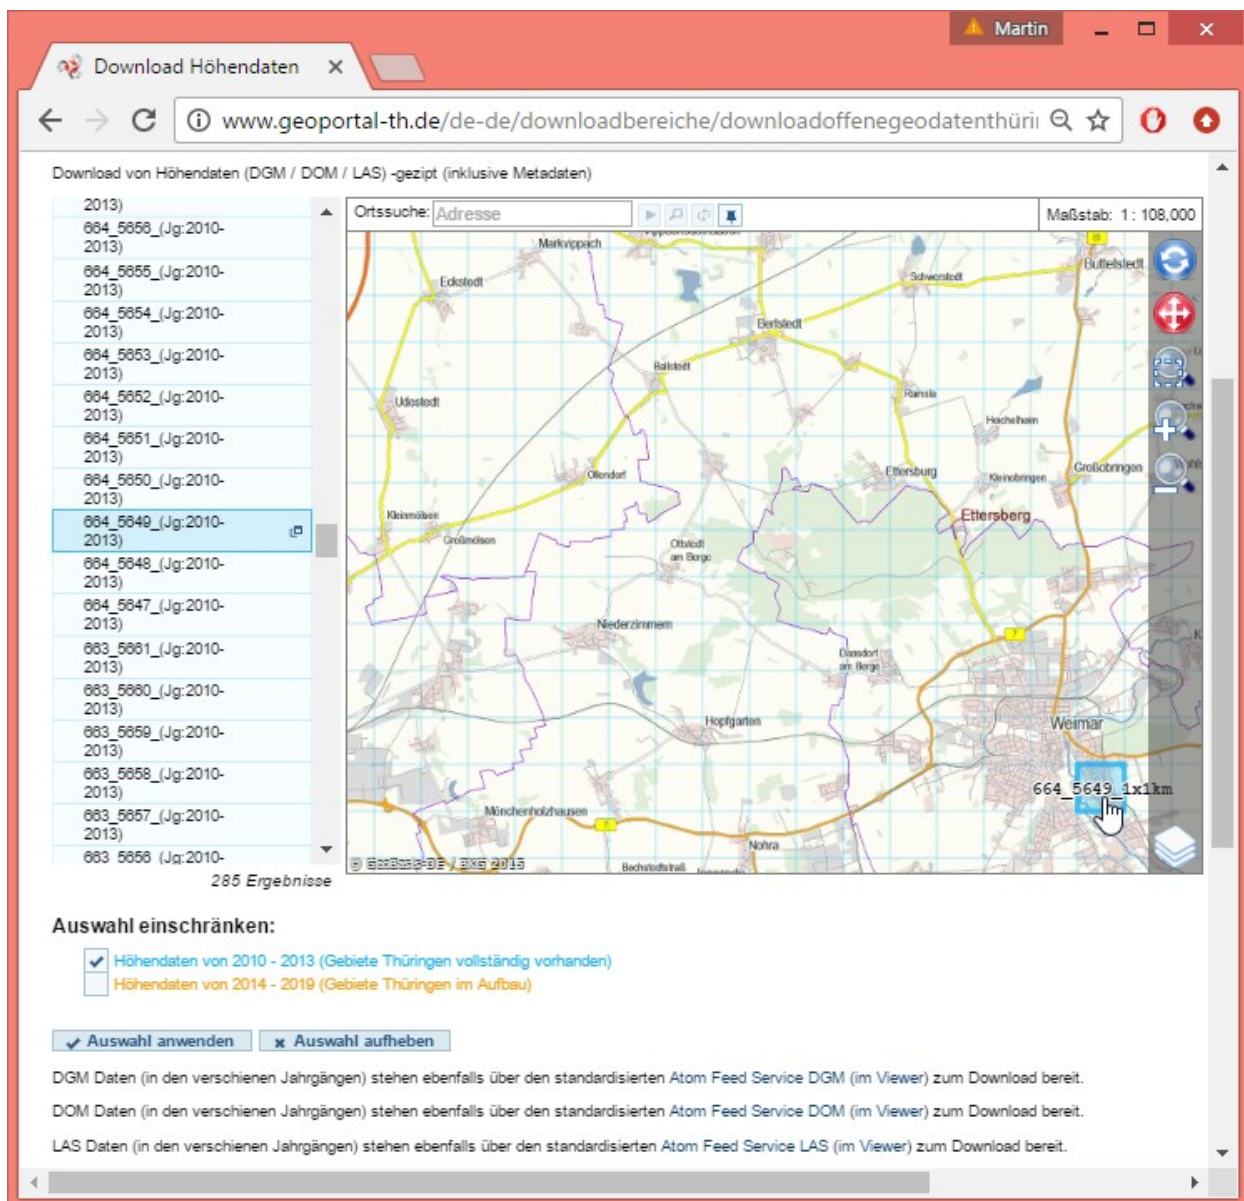 Martin
Download Höhendaten
www.geoportal-th.de/de-de/downloadbereiche/downloadoffenegeodatenthürin
Download von Höhendaten (DGM / DOM / LAS) -gezipt (inklusive Metadaten)
2013)
664_5656_(Jg:2010-
2013)
664_5655_(Jg:2010-
2013)
664_5654_(Jg:2010-
2013)
664_5653_(Jg:2010-
2013)
664_5652_(Jg:2010-
2013)
664_5651_(Jg:2010-
2013)
664_5650_(Jg:2010-
2013)
664_5649_(Jg:2010-
2013)
664_5648_(Jg:2010-
2013)
664_5647_(Jg:2010-
2013)
663_5661_(Jg:2010-
2013)
663_5660_(Jg:2010-
2013)
663_5659_(Jg:2010-
2013)
663_5658_(Jg:2010-
2013)
663_5657_(Jg:2010-
2013)
663 5656 (Jg:2010-
285 Ergebnisse
Ortssuche: Adresse
Maßstab: 1 : 108,000
Markvippach
Buttelstedt
Eckstedt
Schwerstedt
Berlstedt
Ballstedt
Udestedt
Ramsla
Heichelheim
Ollendorf
Ettersburg
Kleinobringen
Großobringen
Kleinmölsen
Ettersberg
Großmölsen
Ottstedt
am Berge
Niederzimmern
7
Daasdorf
am Berge
Hopfgarten
Weimar
664_5649_1x1km
Mönchenholzhausen
7
Nohra
© GeoBasis-DE / BKG 2015
Bechstedtstraß
Auswahl einschränken:
Höhendaten von 2010 - 2013 (Gebiete Thüringen vollständig vorhanden)
Höhendaten von 2014 - 2019 (Gebiete Thüringen im Aufbau)
Auswahl anwenden
Auswahl aufheben
DGM Daten (in den verschienen Jahrgängen) stehen ebenfalls über den standardisierten Atom Feed Service DGM (im Viewer) zum Download bereit.
DOM Daten (in den verschienen Jahrgängen) stehen ebenfalls über den standardisierten Atom Feed Service DOM (im Viewer) zum Download bereit.
LAS Daten (in den verschienen Jahrgängen) stehen ebenfalls über den standardisierten Atom Feed Service LAS (im Viewer) zum Download bereit.